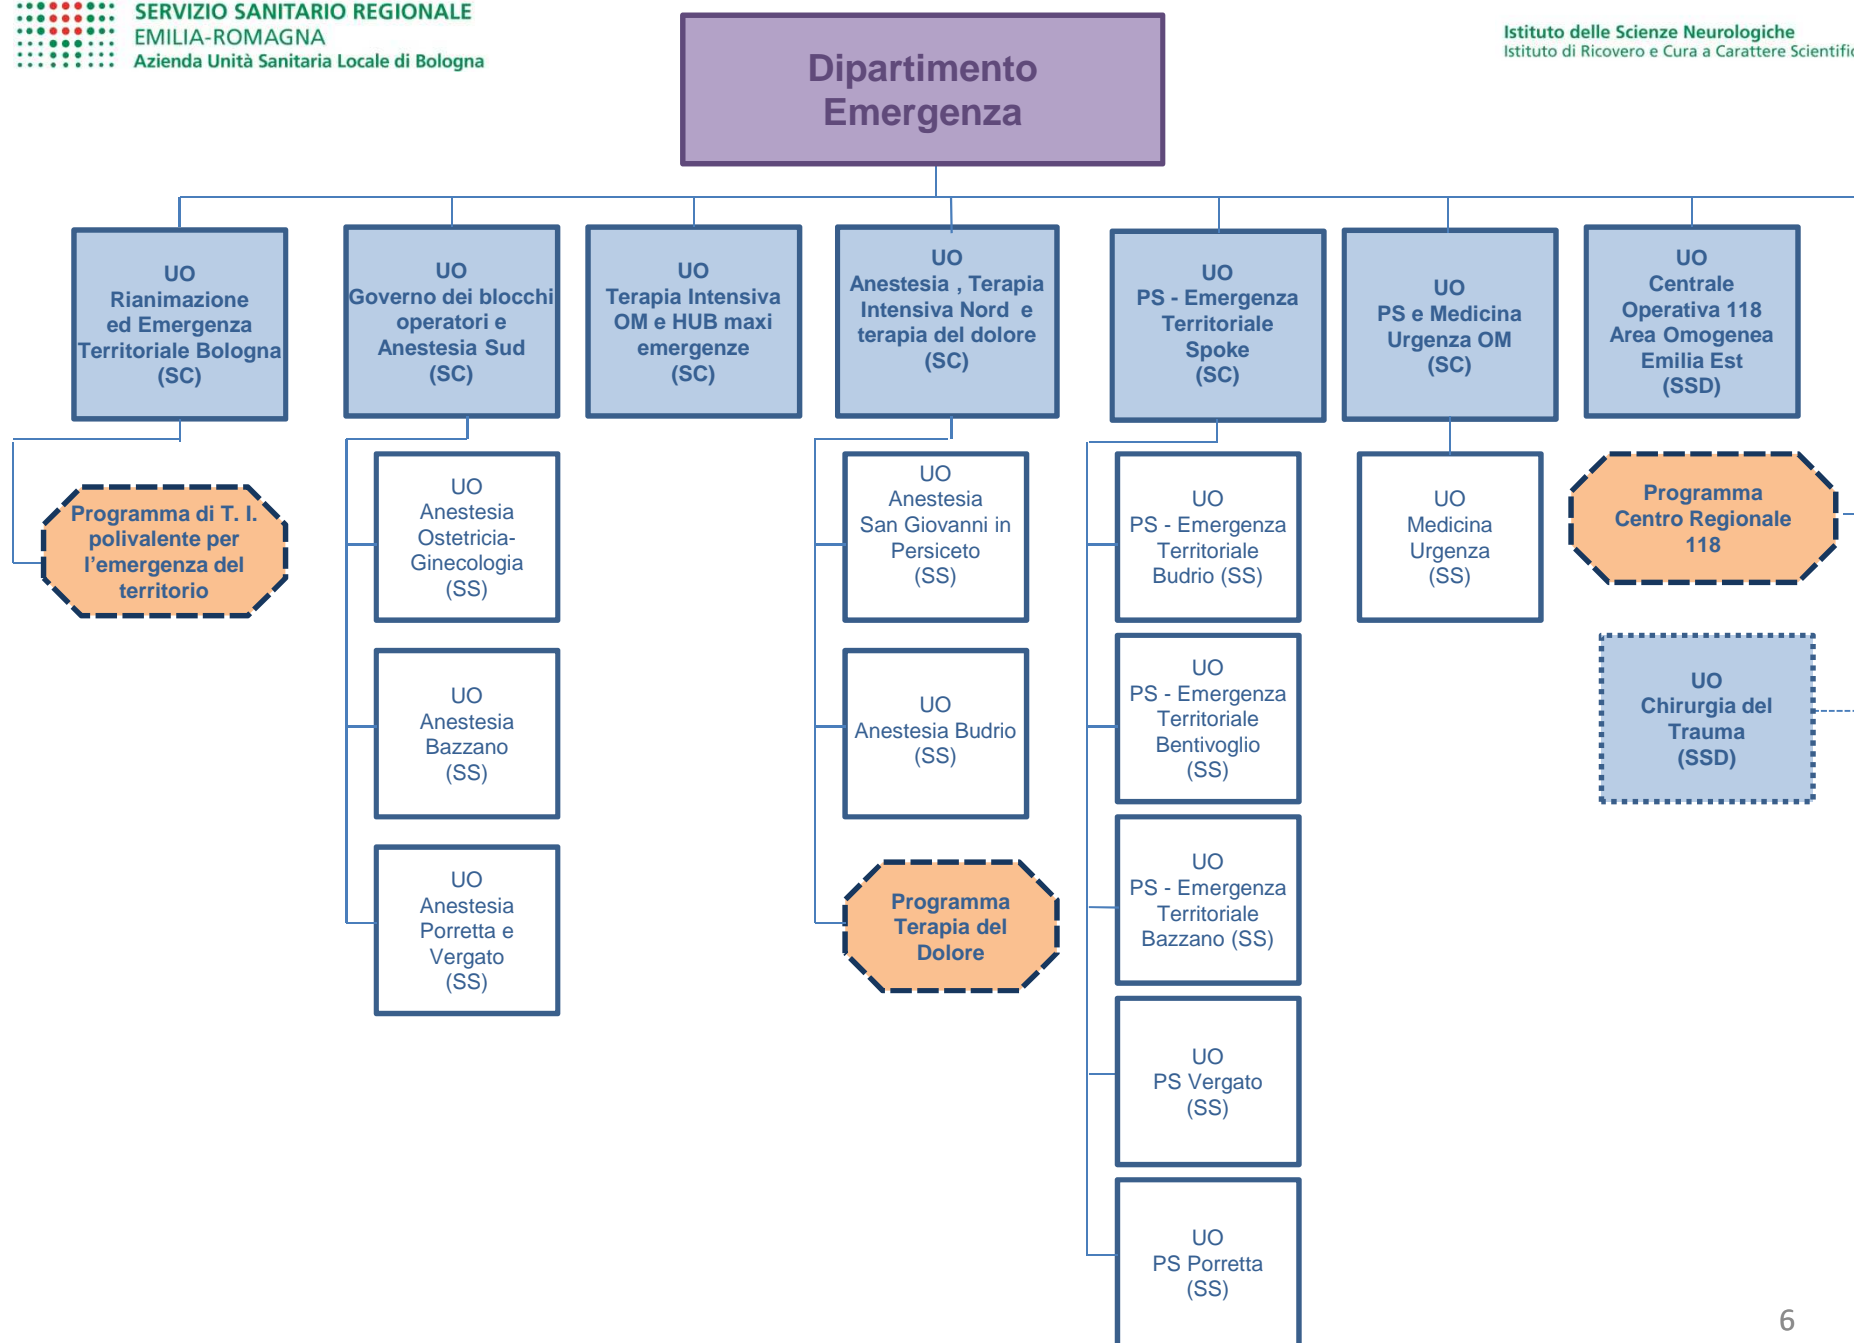 SERVIZIO SANITARIO REGIONALE
EMILIA-ROMAGNA
Azienda Unità Sanitaria Locale di Bologna
Istituto delle Scienze Neurologiche
Istituto di Ricovero e Cura a Carattere Scientific
Dipartimento
Emergenza
UO
Rianimazione
ed Emergenza
Territoriale Bologna
(SC)
UO
Governo dei blocchi
operatori e
Anestesia Sud
(SC)
UO
Terapia Intensiva
OM e HUB maxi
emergenze
(SC)
UO
Anestesia , Terapia
Intensiva Nord e
terapia del dolore
(SC)
UO
PS - Emergenza
Territoriale
Spoke
(SC)
UO
PS e Medicina
Urgenza OM
(SC)
UO
Centrale
Operativa 118
Area Omogenea
Emilia Est
(SSD)
Programma di T. I.
polivalente per
l'emergenza del
territorio
UO
Anestesia
Ostetricia-
Ginecologia
(SS)
UO
Anestesia
Bazzano
(SS)
UO
Anestesia
Porretta e
Vergato
(SS)
UO
Anestesia
San Giovanni in
Persiceto
(SS)
UO
Anestesia Budrio
(SS)
Programma
Terapia del
Dolore
UO
PS - Emergenza
Territoriale
Budrio (SS)
UO
PS - Emergenza
Territoriale
Bentivoglio
(SS)
UO
PS - Emergenza
Territoriale
Bazzano (SS)
UO
PS Vergato
(SS)
UO
PS Porretta
(SS)
UO
Medicina
Urgenza
(SS)
Programma
Centro Regionale
118
UO
Chirurgia del
Trauma
(SSD)
6